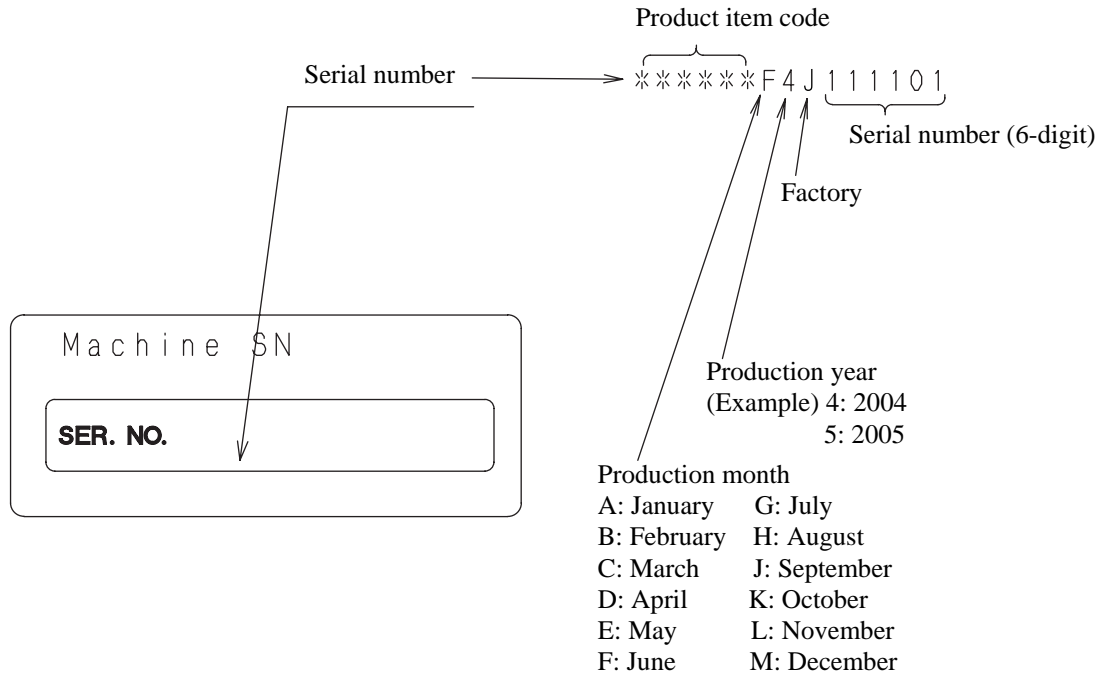 Product item code
Serial number
******F4J111101
Serial number (6-digit)
Factory
Machine SN
SER. NO.
Production year
(Example) 4: 2004
5: 2005
Production month
A: January G: July
B: February H: August
C: March J: September
D: April K: October
E: May L: November
F: June M: December